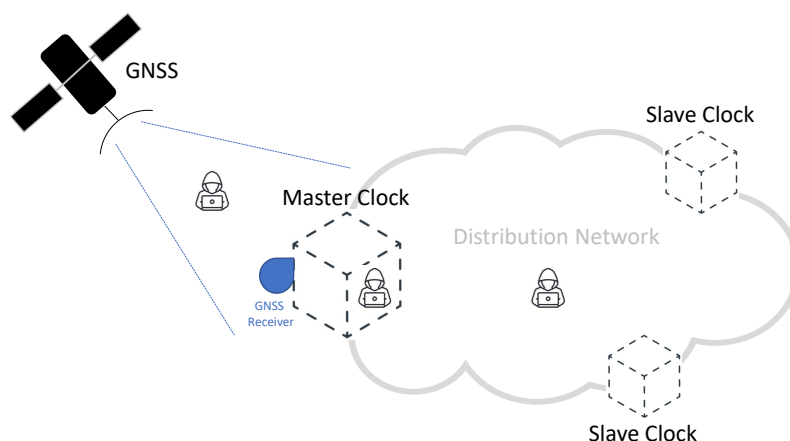 GNSS
Slave Clock
Master Clock
Distribution Network
GNSS
Receiver
Slave Clock